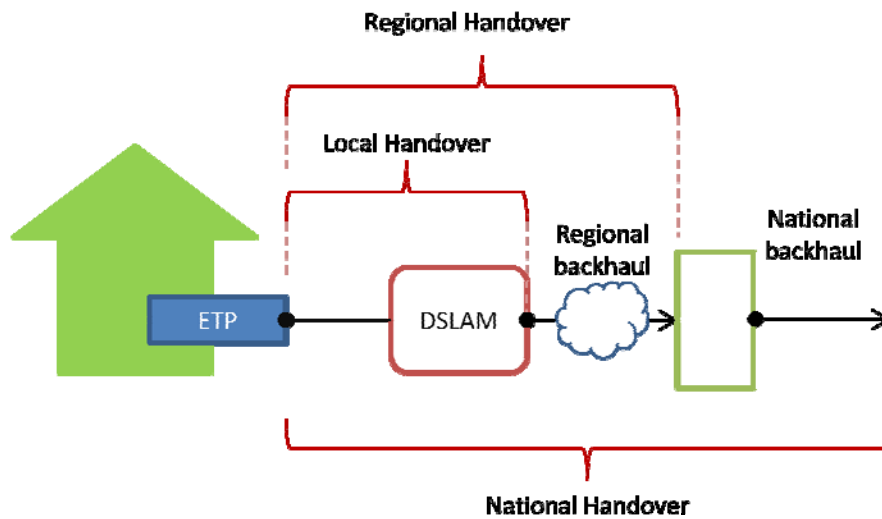 Regional Handover
Local Handover
Regional
backhaul
National
backhaul
ETP
DSLAM
National Handover